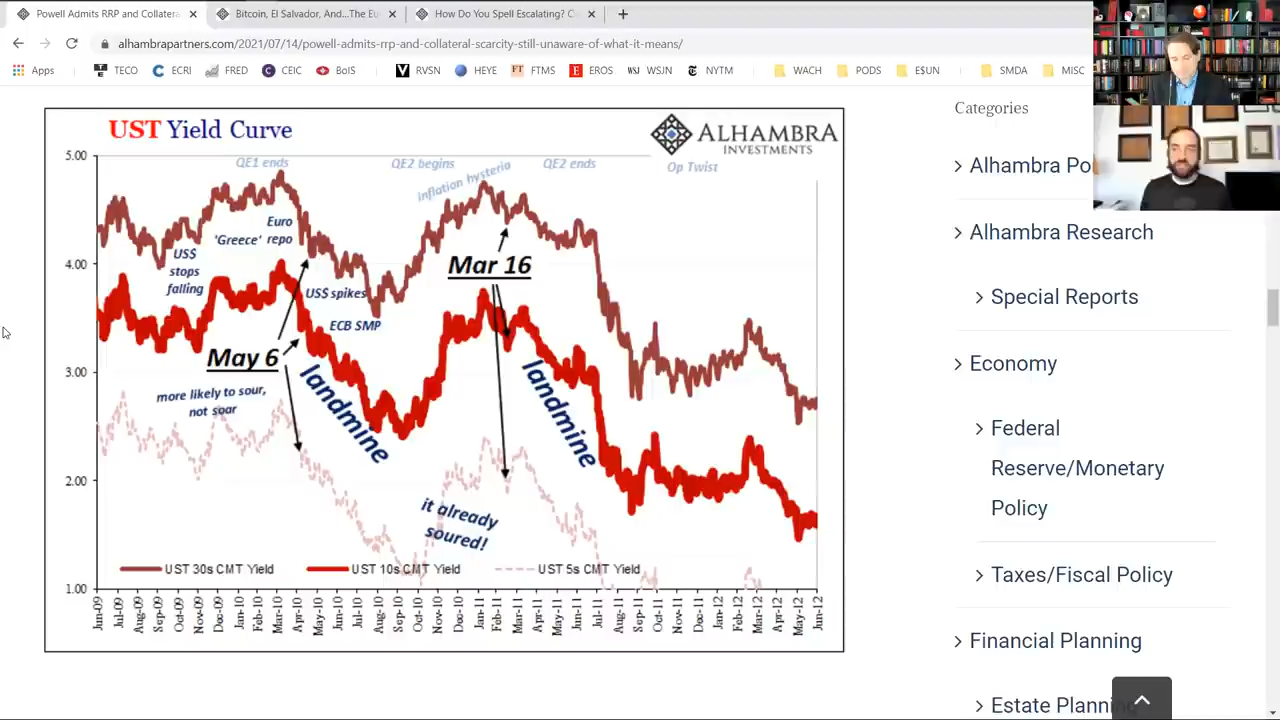 Powell Admits RRP and Collatera
Bitcoin, El Salvador, And...The Eu
How Do You Spell Escalating? C
alhambrapartners.com/2021/07/14/powell-admits-rrp-and-collateral-scarcity-still-unaware-of-what-it-means/
Apps
TECO
ECRI
FRED
CEIC
BoIS
RVSN
HEYE
FTMS
EROS
WSJ WSJN
NYTM
WACH
PODS
E$UN
SMDA
MISC
UST Yield Curve
ALHAMBRA
INVESTMENTS
5.00
4.00
3.00
2.00
1.00
QE1 ends
QE2 begins
inflation hysteria
QE2 ends
Op Twist
Euro
'Greece' repo
US$
stops
falling
US$ spikes
ECB SMP
May 6
Mar 16
more likely to sour,
not soar
landmine
landmine
it already
soured!
UST 30s CMT Yield
UST 10s CMT Yield
UST 5s CMT Yield
Jun-09
Jul-09
Aug-09
Sep-09
Oct-09
Nov-09
Dec-09
Jan-10
Feb-10
Mar-10
Apr-10
May-10
Jun-10
Jul-10
Aug-10
Sep-10
Oct-10
Nov-10
Dec-10
Jan-11
Feb-11
Mar-11
Apr-11
May-11
Jun-11
Jul-11
Aug-11
Sep-11
Oct-11
Nov-11
Dec-11
Jan-12
Feb-12
Mar-12
Apr-12
May-12
Jun-12
Categories
Alhambra Po
Alhambra Research
Special Reports
Economy
Federal
Reserve/Monetary
Policy
Taxes/Fiscal Policy
Financial Planning
Estate Plannin